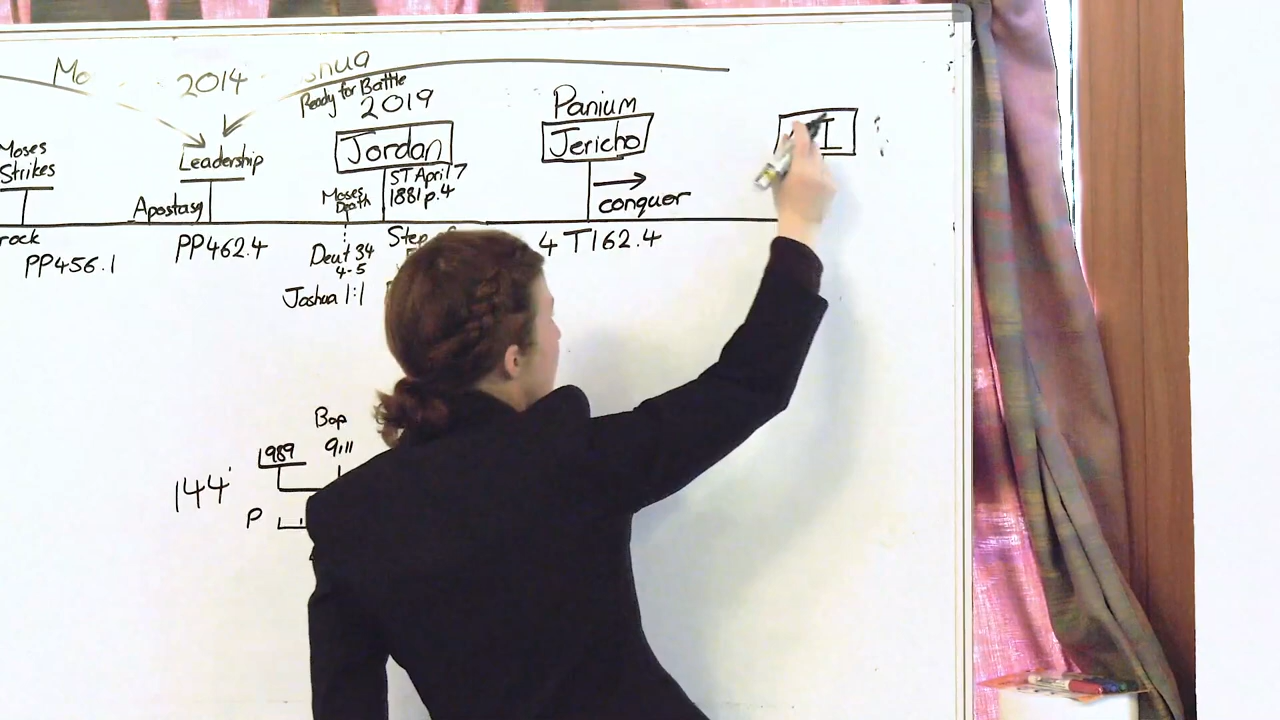 2014
Ready for Battle
2019
Panium
Moses
Strikes
Leadership
Jordan
Jericho
I
Apostasy
Moses
Death
ST April 7
1881 p.4
conquer
rock
PP456.1
PP462.4
Deut 34
4-5
Joshua 1:1
Step
4T162.4
Bop
1989
9,11
144
P